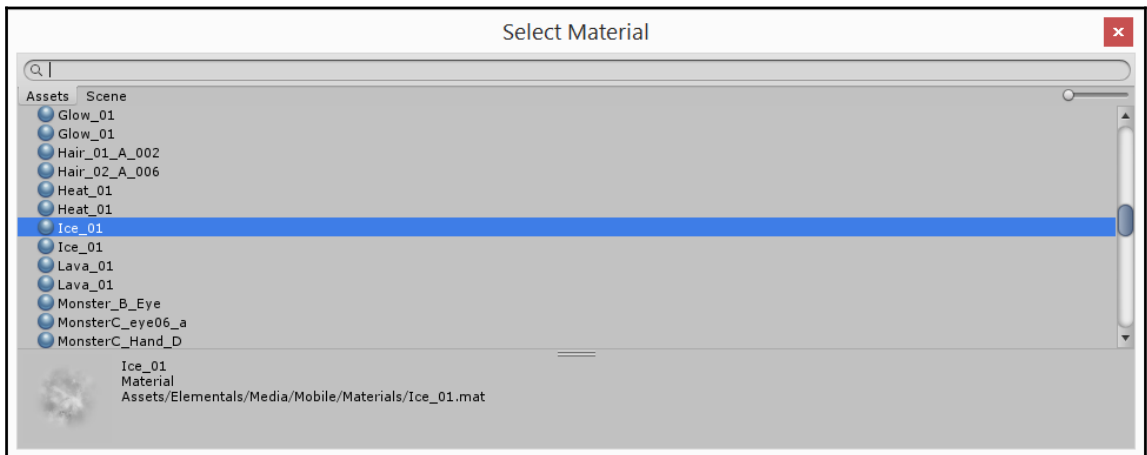 Select Material
Assets Scene
Glow_01
Glow_01
Hair_01_A_002
Hair_02_A_006
Heat_01
Heat_01
Ice_01
Ice_01
Lava_01
Lava_01
Monster_B_Eye
MonsterC_eye06_a
MonsterC_Hand_D
Ice_01
Material
Assets/Elementals/Media/Mobile/Materials/Ice_01.mat